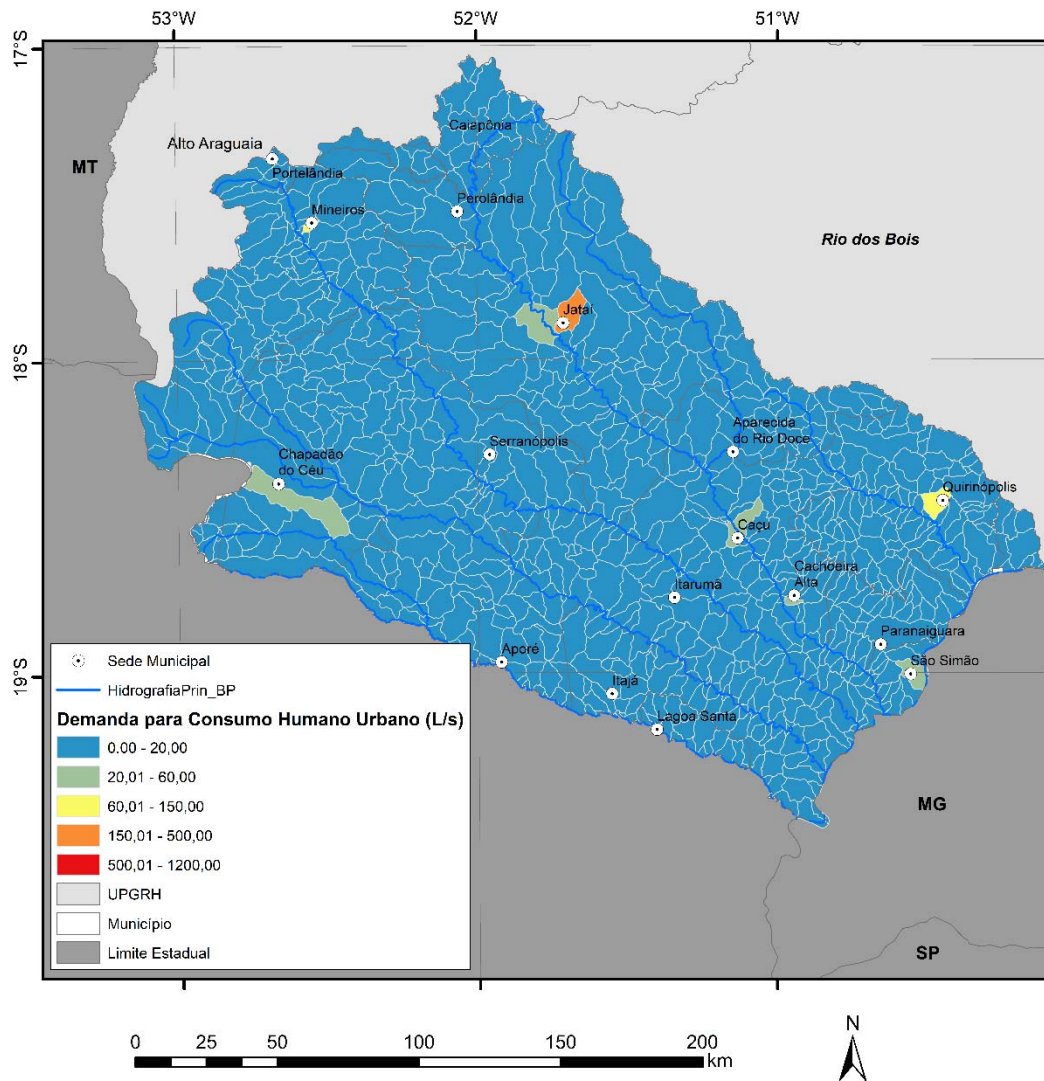 53°W
52°W
51°W
17°S
Caiapônia
Alto Araguaia
MT
Portelândia
Perolândia
Mineiros
Rio dos Bois
Jataí
18°S
Aparecida
do Rio Doce
Serranópolis
Chapadão
do Céu
Quirinópolis
Caçu
Cachoeira
Alta
Itarumã
Paranaiguara
Aporé
São Simão
19°S
Itajã
Lagoa Santa
Sede Municipal
HidrografiaPrin_BP
Demanda para Consumo Humano Urbano (L/s)
0.00 - 20,00
20,01 - 60,00
60,01 - 150,00
150,01 - 500,00
500,01 - 1200,00
UPGRH
Município
Limite Estadual
MG
SP
53°W
52°W
51°W
N
0 25 50 100 150 200
km